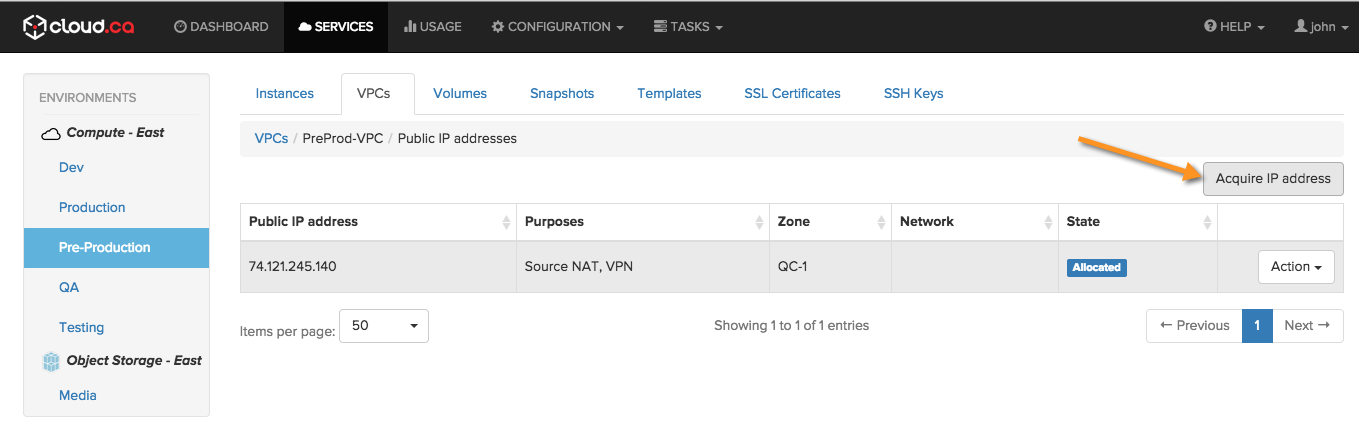 cloud.ca DASHBOARD SERVICES USAGE CONFIGURATION TASKS HELP john
ENVIRONMENTS
Compute - East
Dev
Production
Pre-Production
QA
Testing
Object Storage - East
Media
Instances VPCs Volumes Snapshots Templates SSL Certificates SSH Keys
VPCs / PreProd-VPC / Public IP addresses
Acquire IP address
Public IP address Purposes Zone Network State
74.121.245.140 Source NAT, VPN QC-1 Allocated Action
Items per page: 50 Showing 1 to 1 of 1 entries ← Previous 1 Next →